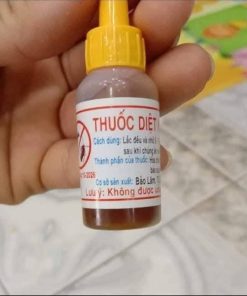 THUỐC DIỆT
Cách dùng: Lắc đều và nhỏ
sau khi chúng
Thành phần của thuốc: Hoa
Cơ sở sản xuất: Bảo Lâm,
Lưu ý: Không được